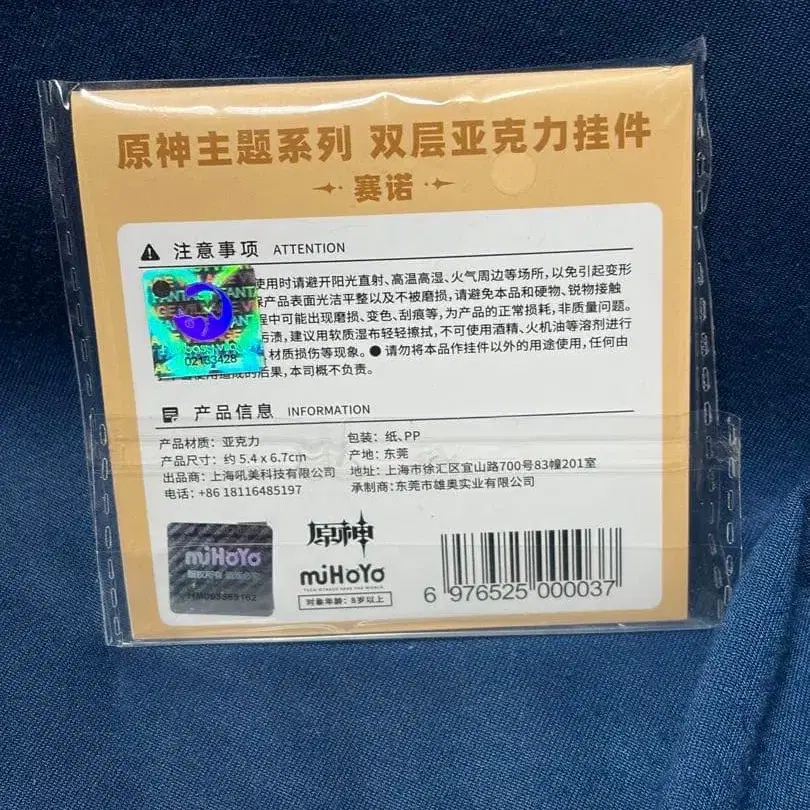 原神主题系列 双层亚克力挂件
赛诺
注意事项 ATTENTION
使用时请避开阳光直射、高温高湿、火气周边等场所,以免引起变形
产品表面光洁平整以及不被磨损,请避免本品和硬物、锐物接触
程中可能出现磨损、变色、刮痕等,为产品的正常损耗,非质量问题。
污渍,建议用软质湿布轻轻擦拭,不可使用酒精、火机油等溶剂进行
材质损伤等现象。●请勿将本品作挂件以外的用途使用,任何由
使用造成的后果,本司概不负责。
02133428
产品信息 INFORMATION
产品材质:亚克力
包装:纸、PP
产品尺寸:约 5.4 x 6.7cm
产地:东莞
出品商:上海吼美科技有限公司
地址:上海市徐汇区宜山路700号83幢201室
电话:+86 18116485197
承制商:东莞市雄奥实业有限公司
miHoYo
版权所有
原神
miHoYo
TECH OTAKUS SAVE THE WORLD
对象年龄:8岁以上
6 976525 000037